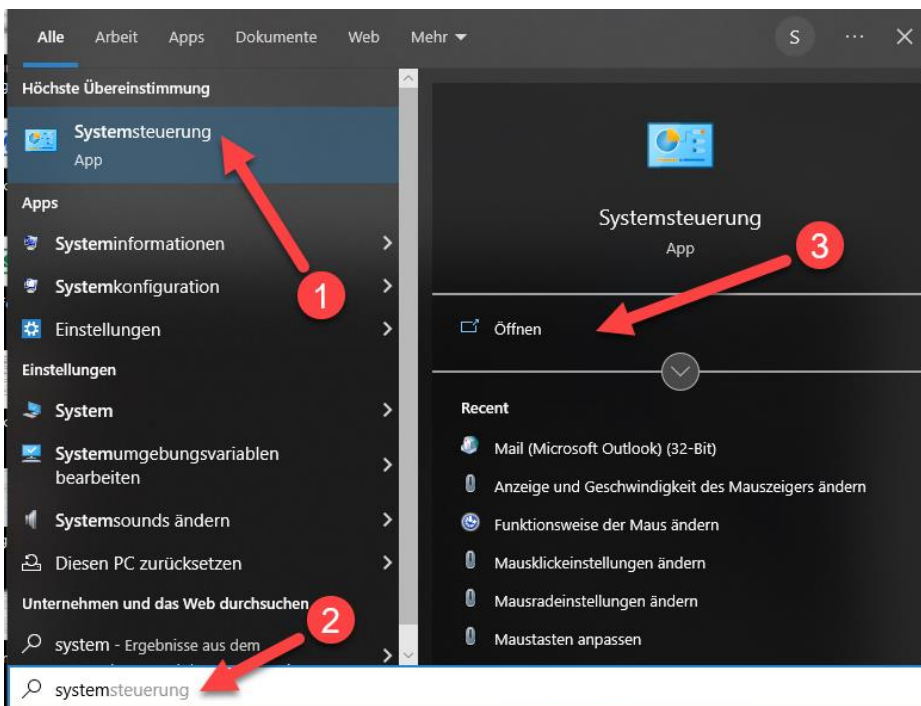 Alle Arbeit Apps Dokumente Web Mehr S ...
Höchste Übereinstimmung
Systemsteuerung
App
Apps
Systeminformationen
Systemkonfiguration
1
Einstellungen
Einstellungen
System
Systemumgebungsvariablen
bearbeiten
Systemsounds ändern
Diesen PC zurücksetzen
Unternehmen und das Web durchsuchen
2
system - Ergebnisse aus dem
systemsteuerung
Systemsteuerung
App
3
Öffnen
Recent
Mail (Microsoft Outlook) (32-Bit)
Anzeige und Geschwindigkeit des Mauszeigers ändern
Funktionsweise der Maus ändern
Mausklickeinstellungen ändern
Mausradeinstellungen ändern
Maustasten anpassen